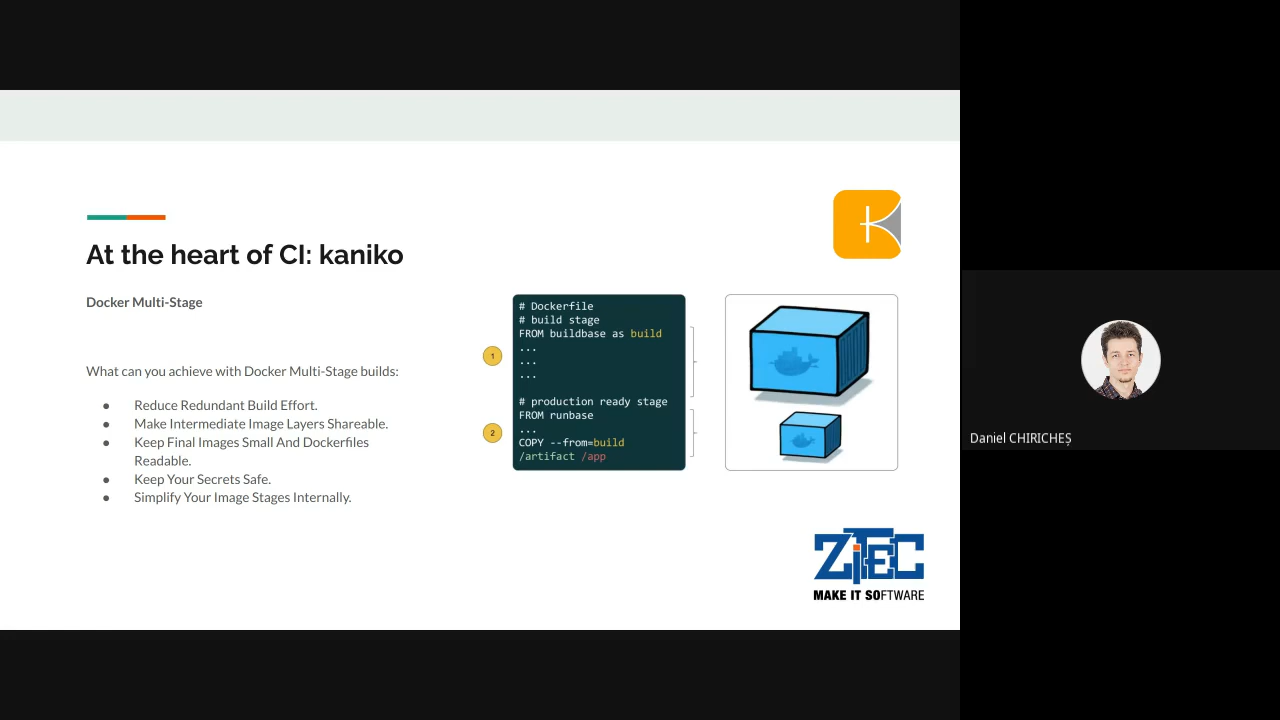 At the heart of CI: kaniko
Docker Multi-Stage
What can you achieve with Docker Multi-Stage builds:
● Reduce Redundant Build Effort.
● Make Intermediate Image Layers Shareable.
● Keep Final Images Small And Dockerfiles
Readable.
● Keep Your Secrets Safe.
● Simplify Your Image Stages Internally.
1
2
# Dockerfile
# build stage
FROM buildbase as build
...
...
...
# production ready stage
FROM runbase
...
COPY --from=build
/artifact /app
ZiTEC
MAKE IT SOFTWARE
Daniel CHIRICHEȘ